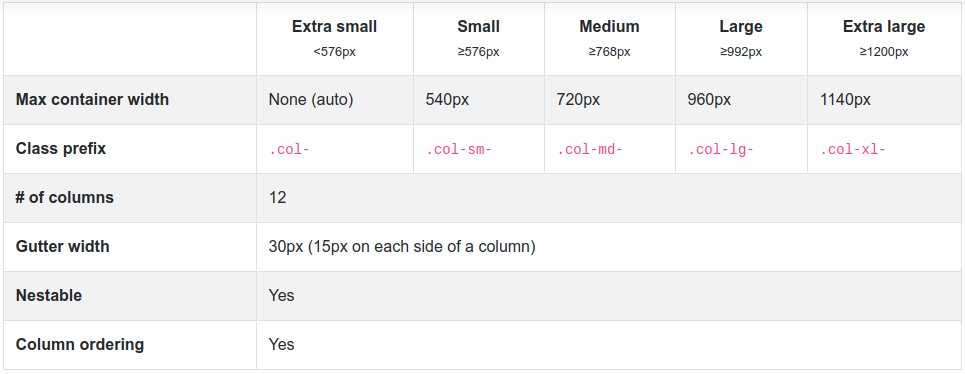 Extra small Small Medium Large Extra large
<576px ≥576px ≥768px ≥992px ≥1200px
Max container width None (auto) 540px 720px 960px 1140px
Class prefix .col- .col-sm- .col-md- .col-lg- .col-xl-
# of columns 12
Gutter width 30px (15px on each side of a column)
Nestable Yes
Column ordering Yes